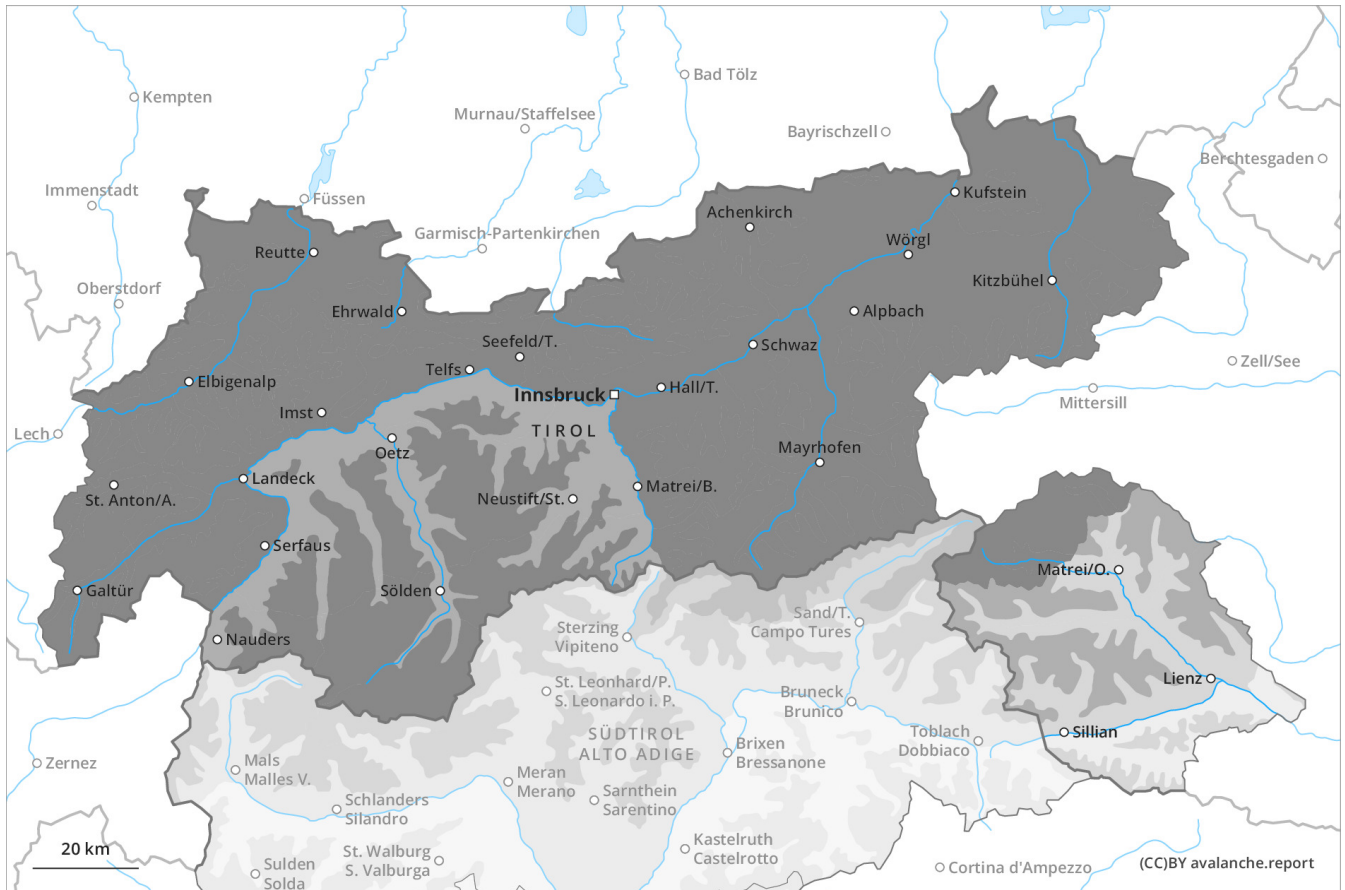 Bad Tölz
Kempten
Murnau/Staffelsee
Bayrischzell
Berchtesgaden
Immenstadt
Füssen
Kufstein
Achenkirch
Garmisch-Partenkirchen
Wörgl
Reutte
Kitzbühel
Oberstdorf
Ehrwald
Alpbach
Seefeld/T.
Schwaz
Zell/See
Telfs
Elbigenalp
Hall/T.
Innsbruck
Mittersill
Imst
TIROL
Lech
Oetz
Mayrhofen
Landeck
Matrei/B.
St. Anton/A.
Neustift/St.
Serfaus
Matrei/O.
Galtür
Sölden
Sand/T.
Campo Tures
Nauders
Sterzing
Vipiteno
Lienz
St. Leonhard/P.
S. Leonardo i. P.
Bruneck
Brunico
SÜDTIROL
ALTO ADIGE
Toblach
Dobbiaco
Sillian
Brixen
Bressanone
Zernez
Mals
Malles V.
Meran
Merano
Sarnthein
Sarentino
Schlanders
Silandro
20 km
St. Walburg
S. Valburga
Kastelruth
Castelrotto
Sulden
Solda
Cortina d'Ampezzo
(CC)BY avalanche.report